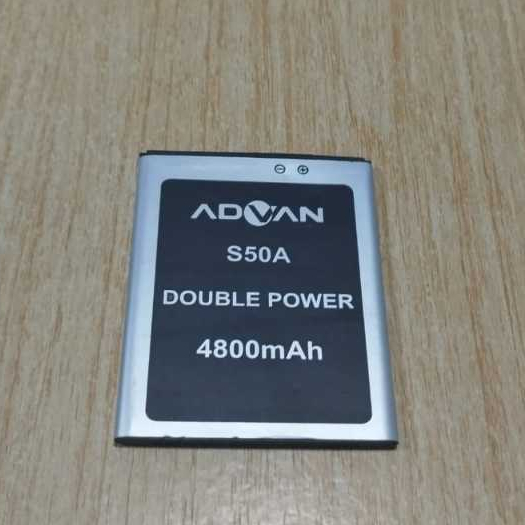 ⊖ ⊕
ADVAN
S50A
DOUBLE POWER
4800mAh